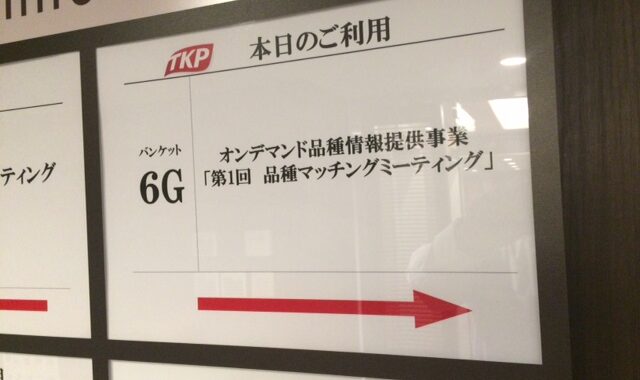 TKP 本日のご利用
バンケット
6G
オンデマンド品種情報提供事業
「第1回 品種マッチングミーティング」
ティング